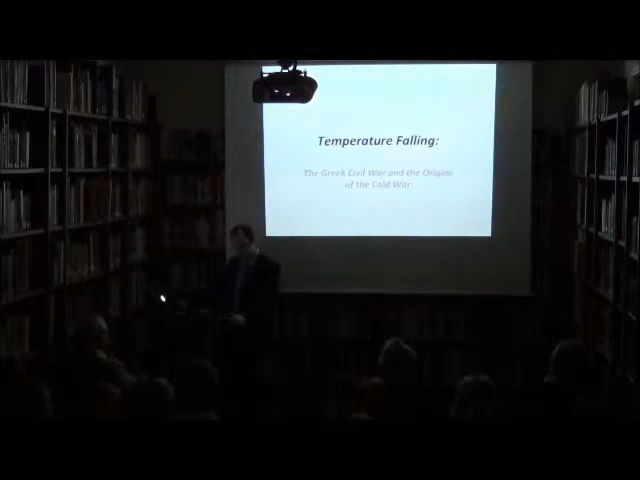 Temperature Falling:
The Greek Civil War and the Origins
of the Cold War